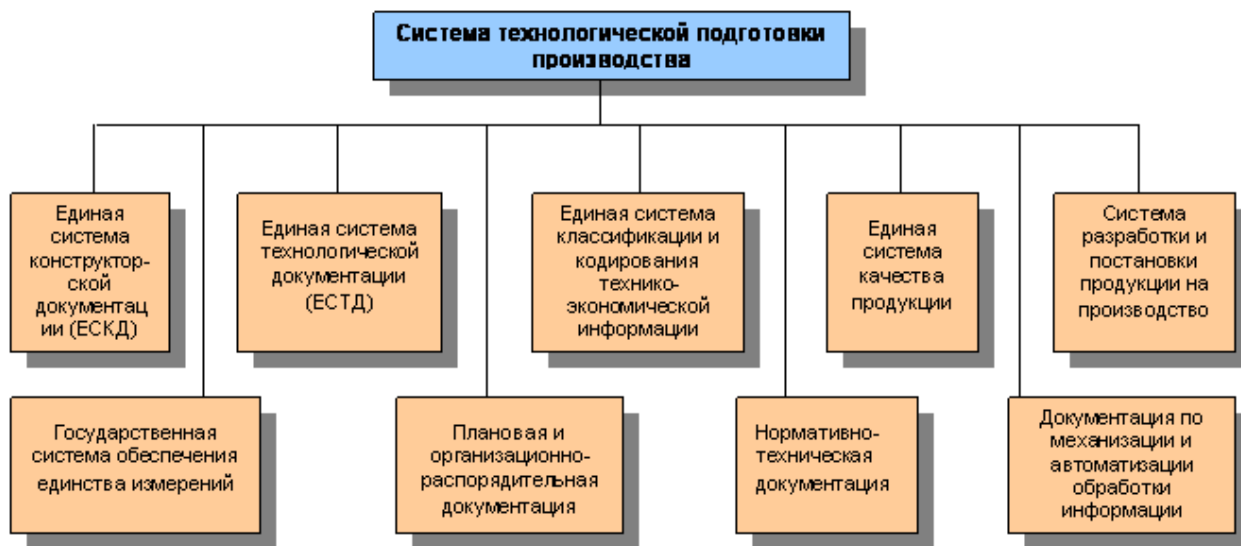 Система технологической подготовки
производства
Единая
система
конструктор-
ской
документац
ии (ЕСКД)
Единая система
технологической
документации
(ЕСТД)
Единая система
классификации и
кодирования
технико-
экономической
информации
Единая
система
качества
продукции
Система
разработки и
постановки
продукции на
производство
Государственная
система обеспечения
единства измерений
Плановая и
организационно-
распорядительная
документация
Нормативно-
техническая
документация
Документация по
механизации и
автоматизации
обработки
информации